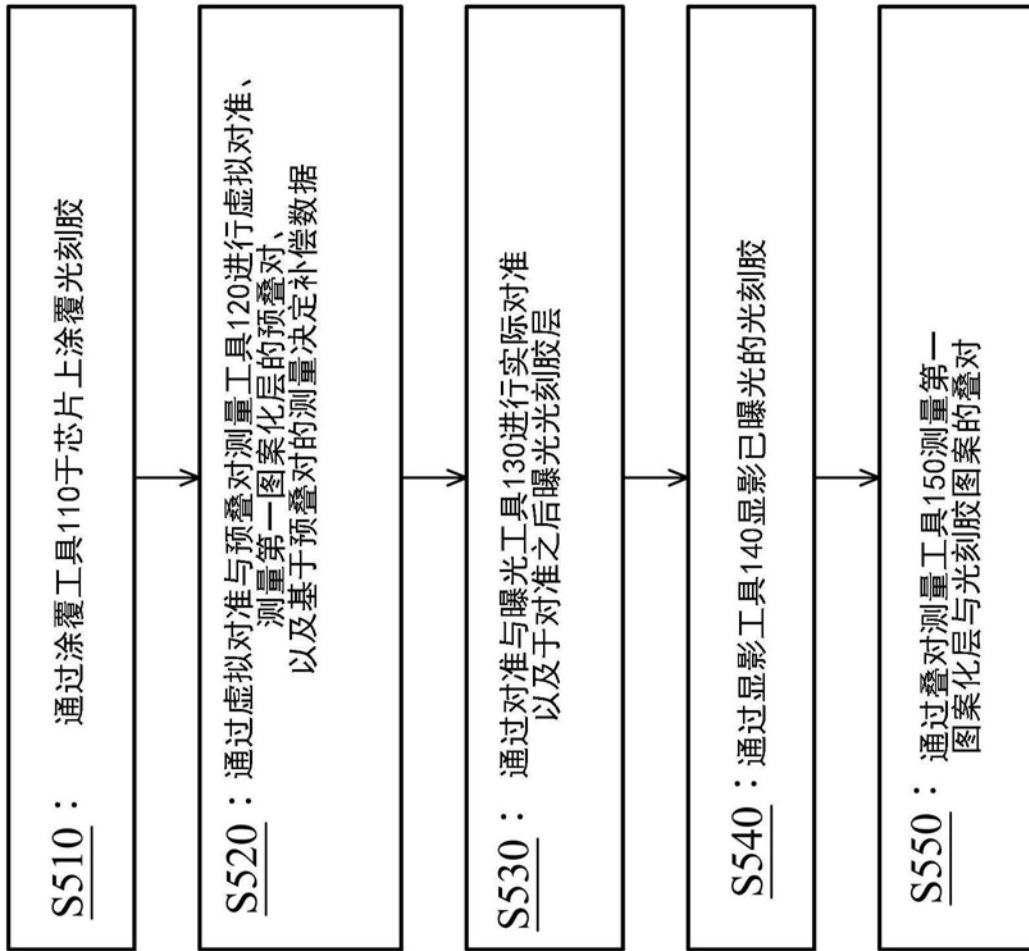 S510： 通过涂覆工具110于芯片上涂覆光刻胶
S520：通过虚拟对准与预叠对测量工具120进行虚拟对准、
测量第一图案化层的预叠对、
以及基于预叠对的测量决定补偿数据
S530： 通过对准与曝光工具130进行实际对准
以及于对准之后曝光光刻胶层
S540：通过显影工具140显影已曝光的光刻胶
S550： 通过叠对测量工具150测量第一
图案化层与光刻胶图案的叠对